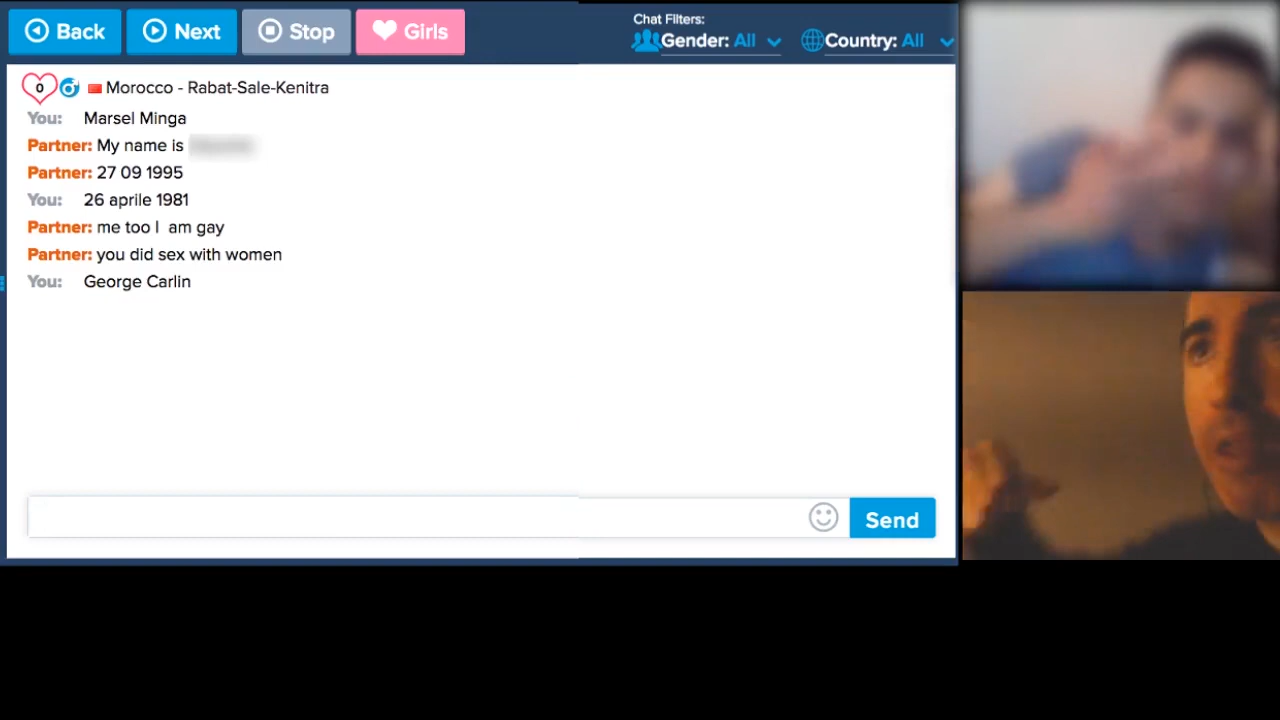 Back Next Stop Girls
Chat Filters:
Gender: All Country: All
0 Morocco - Rabat-Sale-Kenitra
You: Marsel Minga
Partner: My name is
Partner: 27 09 1995
You: 26 aprile 1981
Partner: me too I am gay
Partner: you did sex with women
You: George Carlin
Send